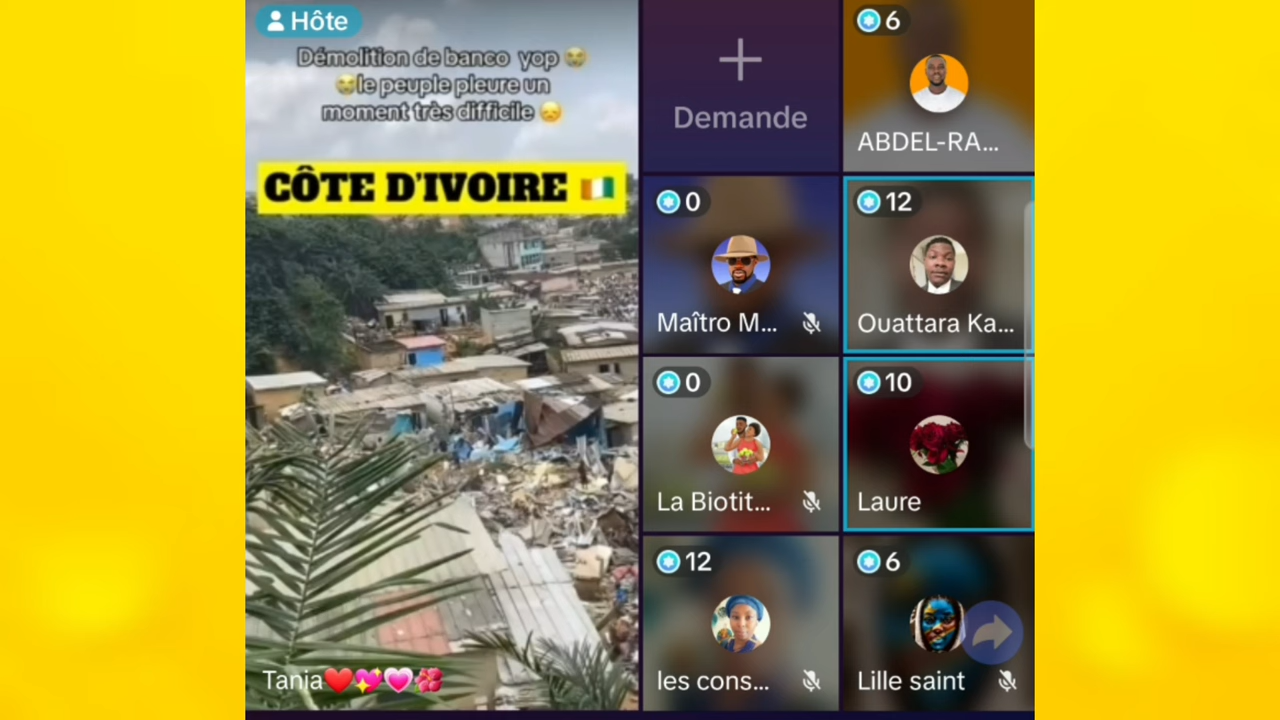 Hôte
Démolition de banco yop 😭
😭le peuple pleure un
moment très difficile 😞
CÔTE D'IVOIRE 🇨🇮
Tania❤️💖💗🌺
Demande
6
ABDEL-RA...
0
Maîtro M...
12
Ouattara Ka...
0
La Biotit...
10
Laure
12
les cons...
6
Lille saint